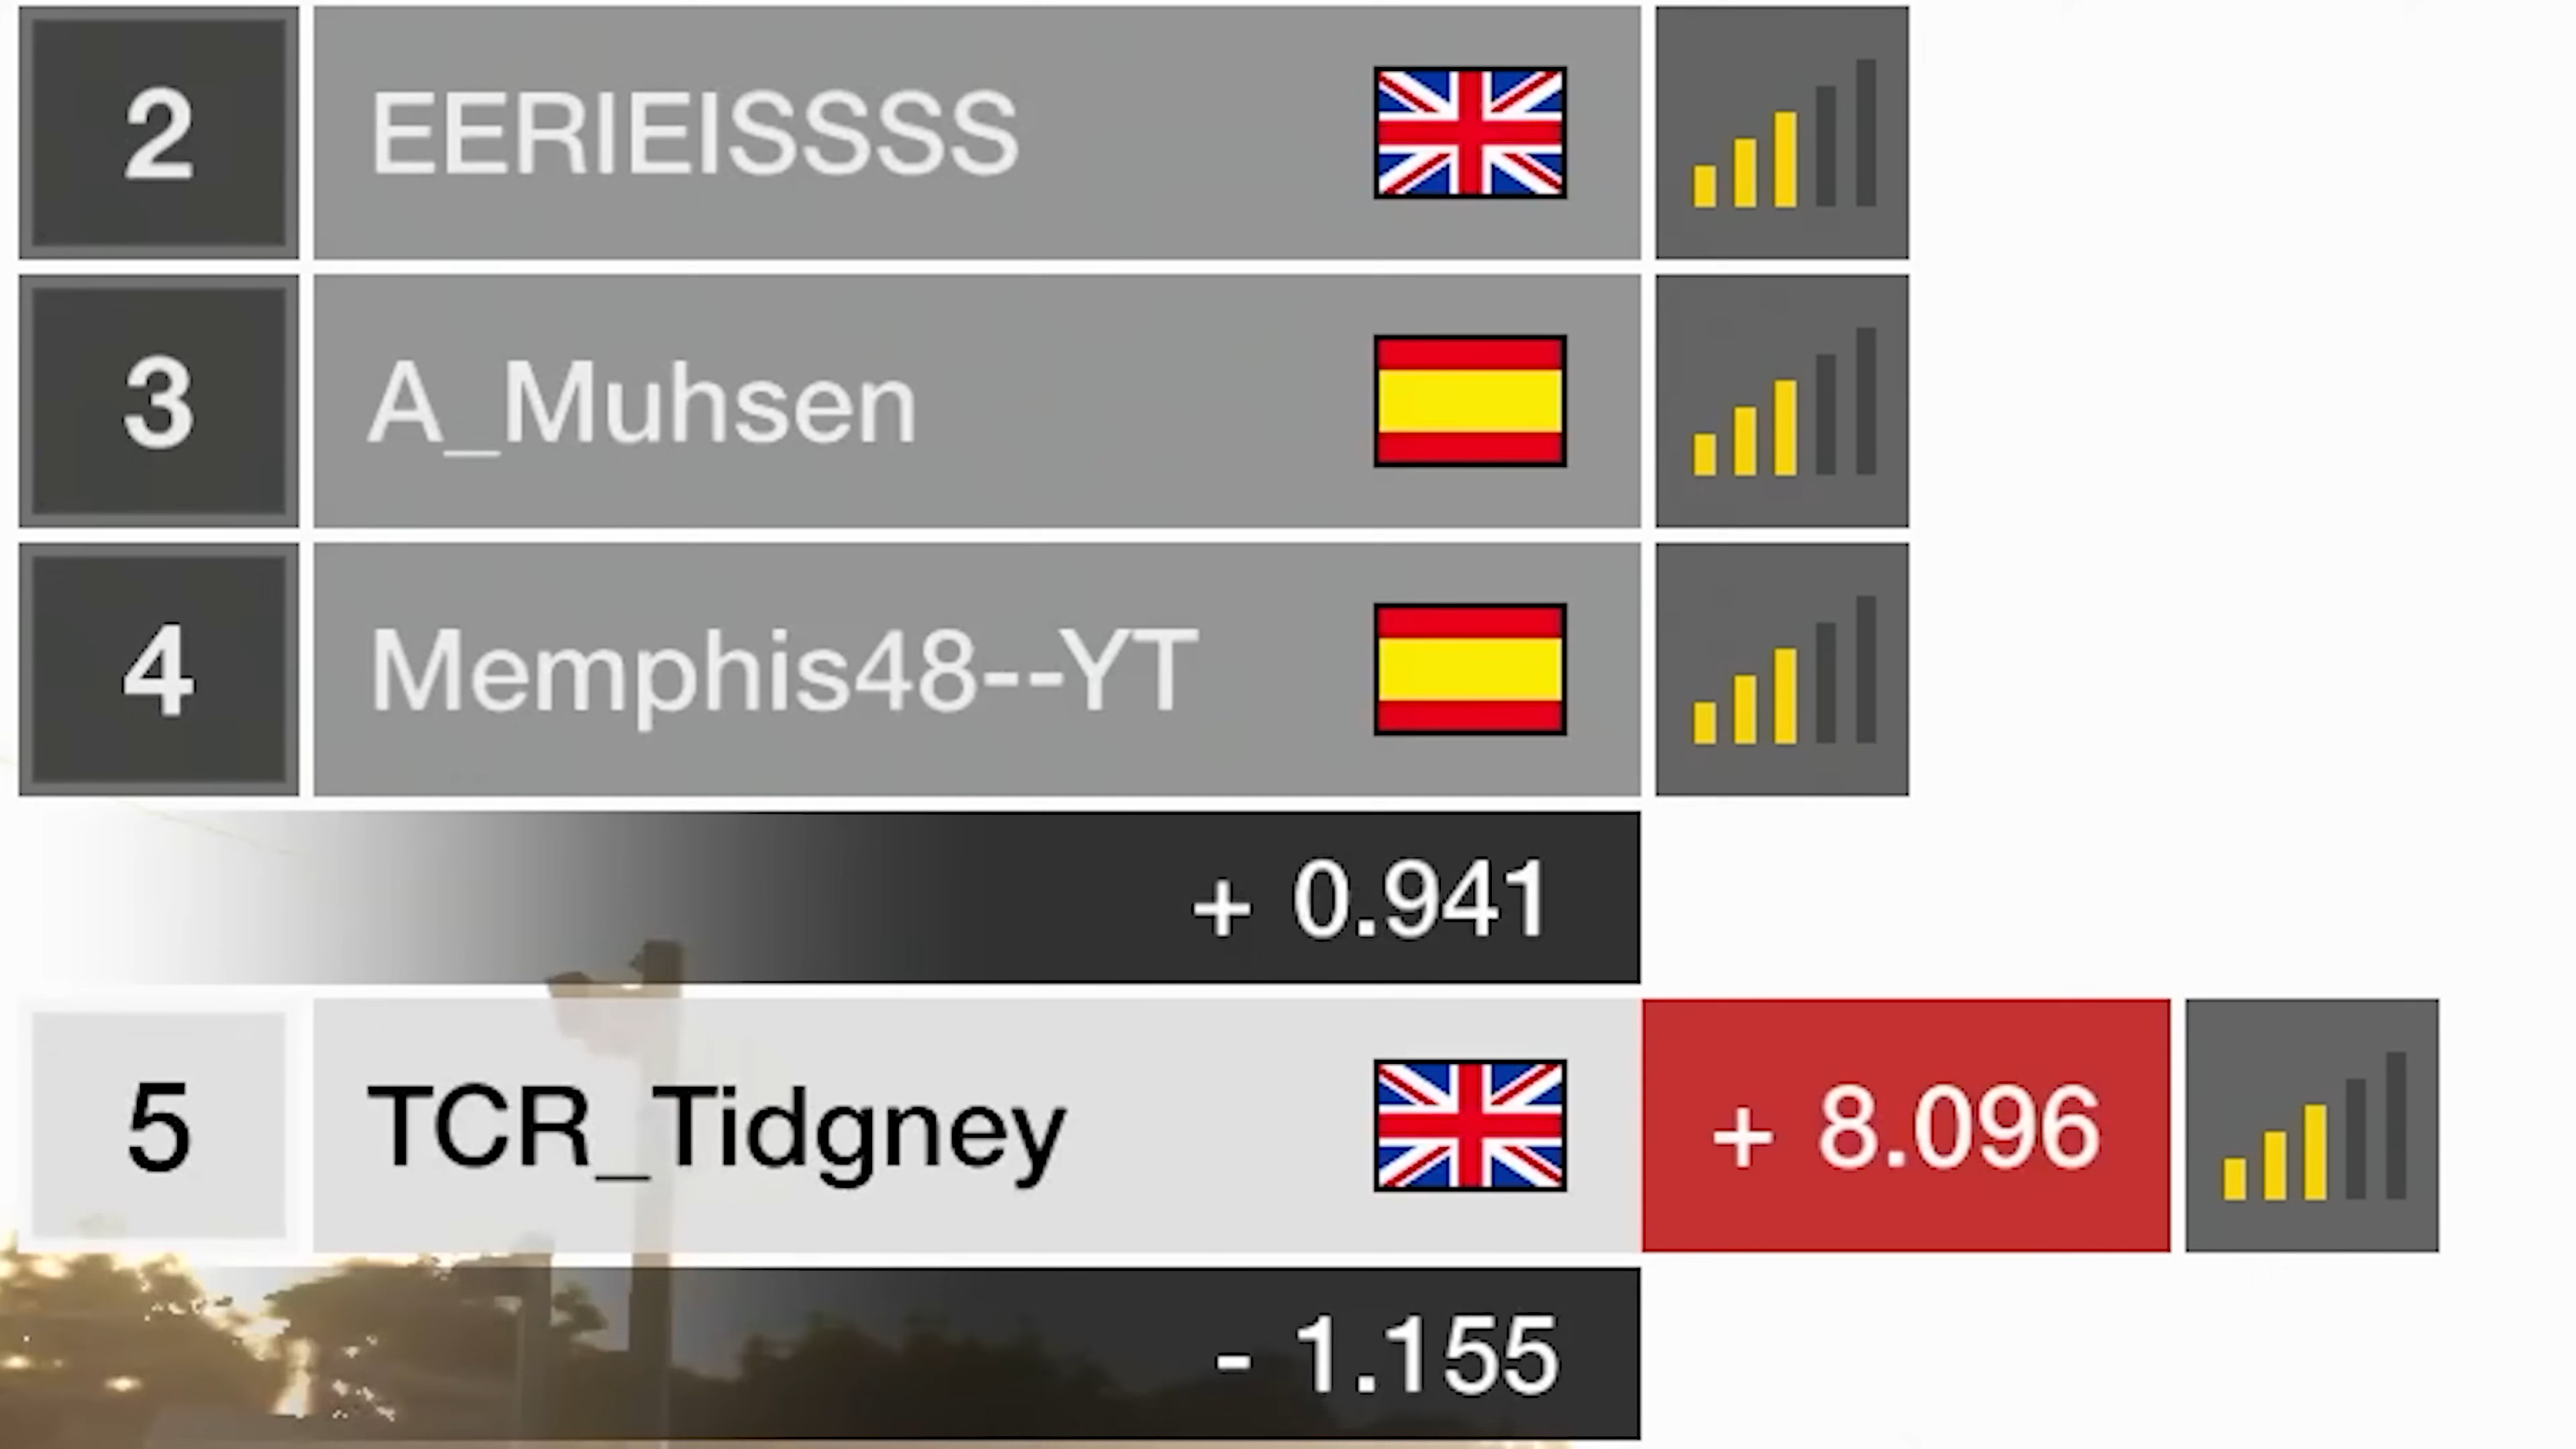 2 EERIEISSSS
3 A_Muhsen
4 Memphis48--YT
+ 0.941
5 TCR_Tidgney + 8.096
- 1.155